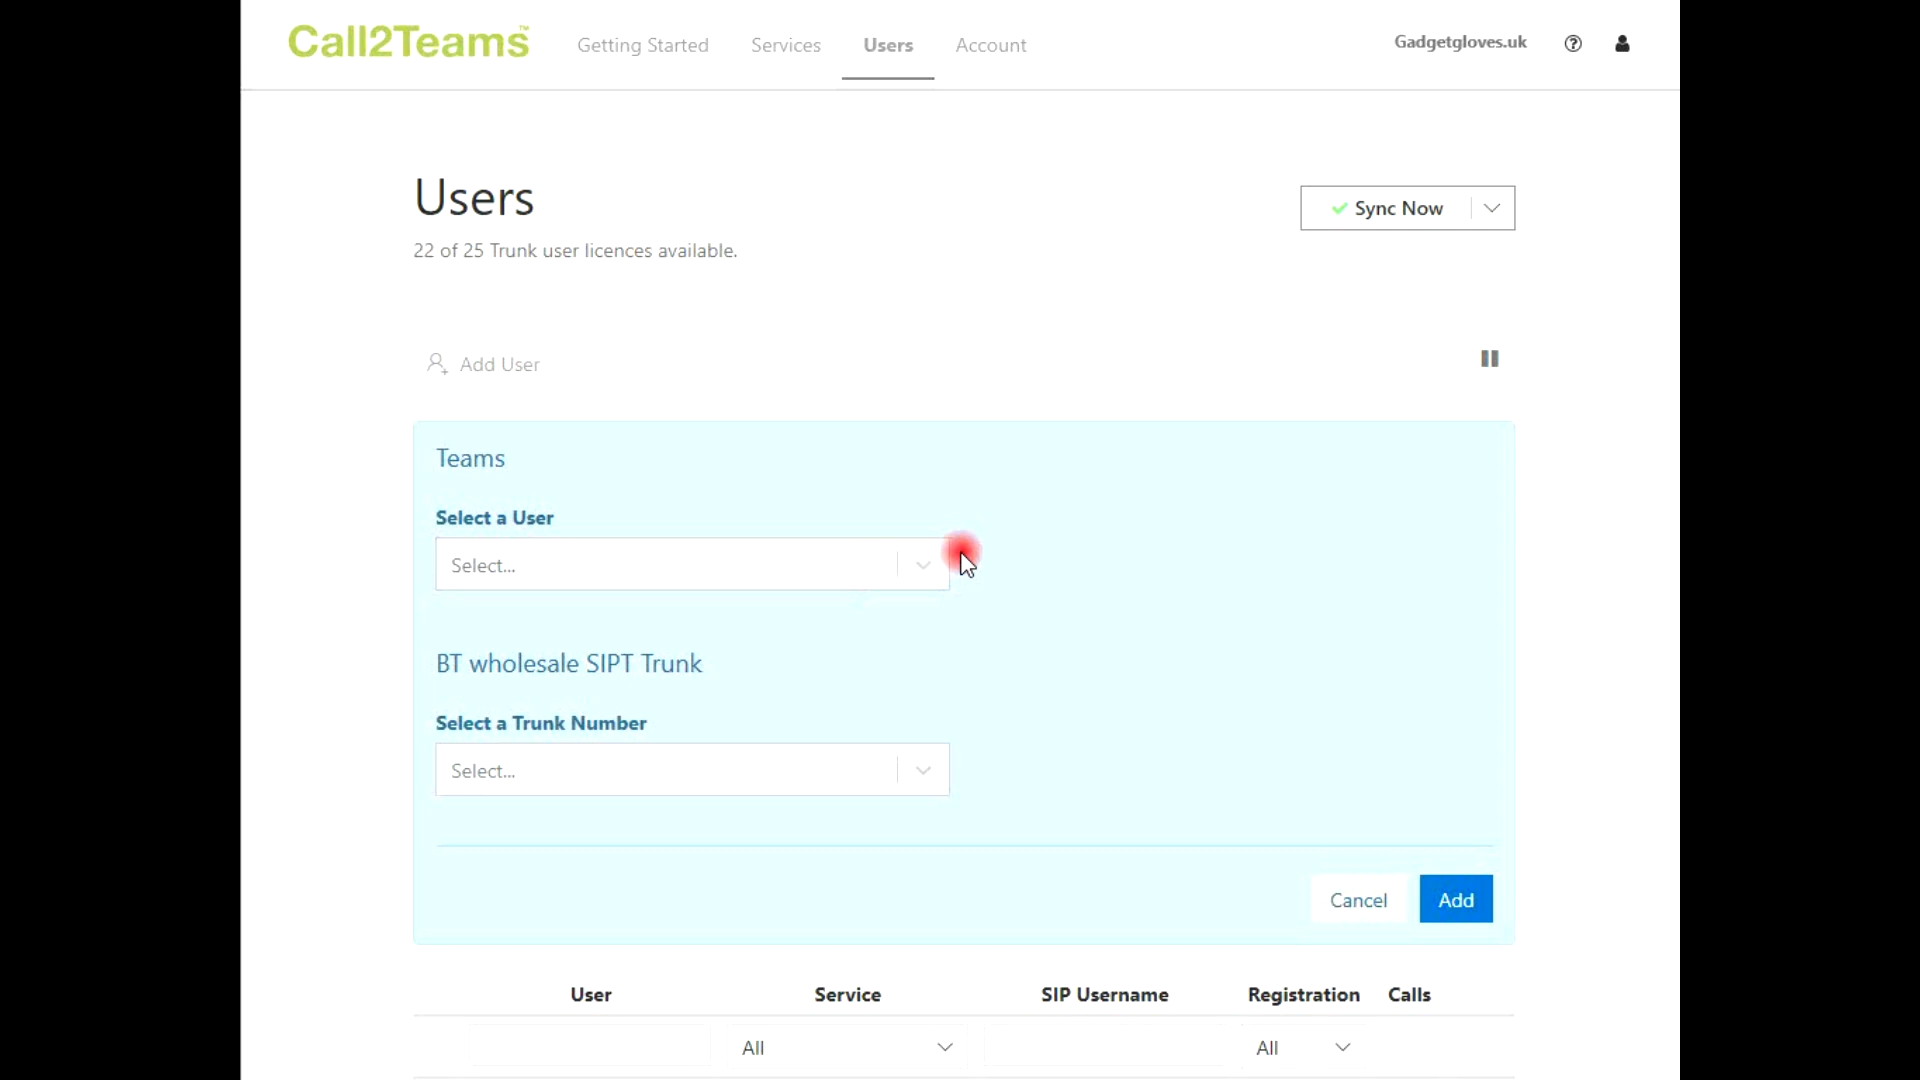 Call2Teams™ Getting Started Services Users Account Gadgetgloves.uk
Users
Sync Now
22 of 25 Trunk user licences available.
Add User
Teams
Select a User
Select...
BT wholesale SIPT Trunk
Select a Trunk Number
Select...
Cancel Add
User Service SIP Username Registration Calls
All All